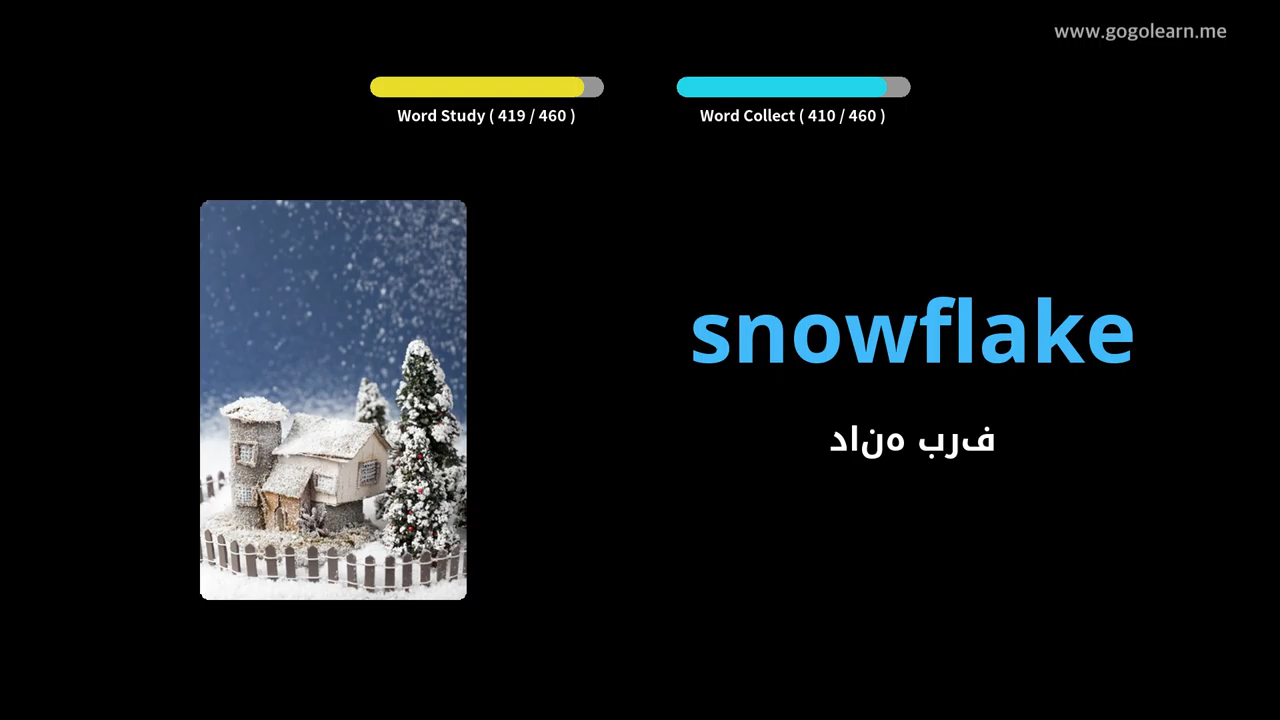 www.gogolearn.me
Word Study ( 419 / 460 )
Word Collect ( 410 / 460 )
snowflake
دانه برف